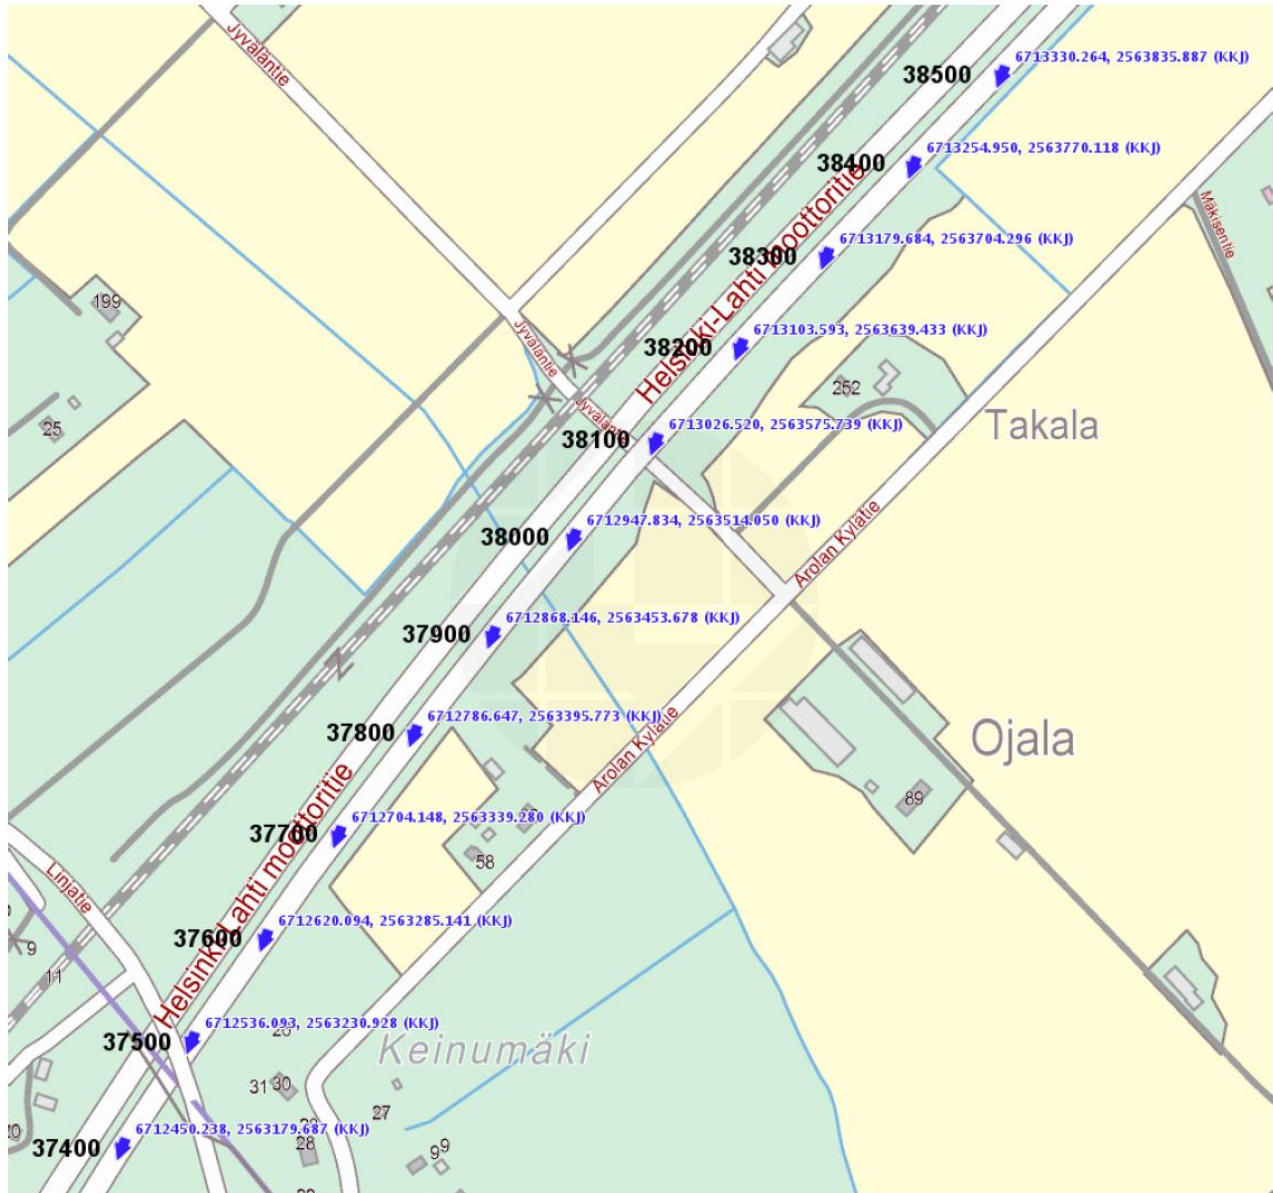 Jyväläntie
38500
6713330.264, 2563835.887 (KKJ)
38400
6713254.950, 2563770.118 (KKJ)
Mäkisentie
38300
6713179.684, 2563704.296 (KKJ)
Helsinki-Lahti moottoritie
199
Jyväläntie
38200
6713103.593, 2563639.433 (KKJ)
252
25
Jyväläntie
38100
6713026.520, 2563575.739 (KKJ)
Takala
38000
6712947.834, 2563514.050 (KKJ)
Arolan Kylätie
37900
6712868.146, 2563453.678 (KKJ)
37800
6712786.647, 2563395.773 (KKJ)
Arolan Kylätie
Ojala
89
37700
6712704.148, 2563339.280 (KKJ)
58
Helsinki-Lahti moottoritie
Linjatie
37600
6712620.094, 2563285.141 (KKJ)
9
11
37500
6712536.093, 2563230.928 (KKJ)
Keinumäki
31
30
27
28
37400
6712450.238, 2563179.687 (KKJ)
9
9